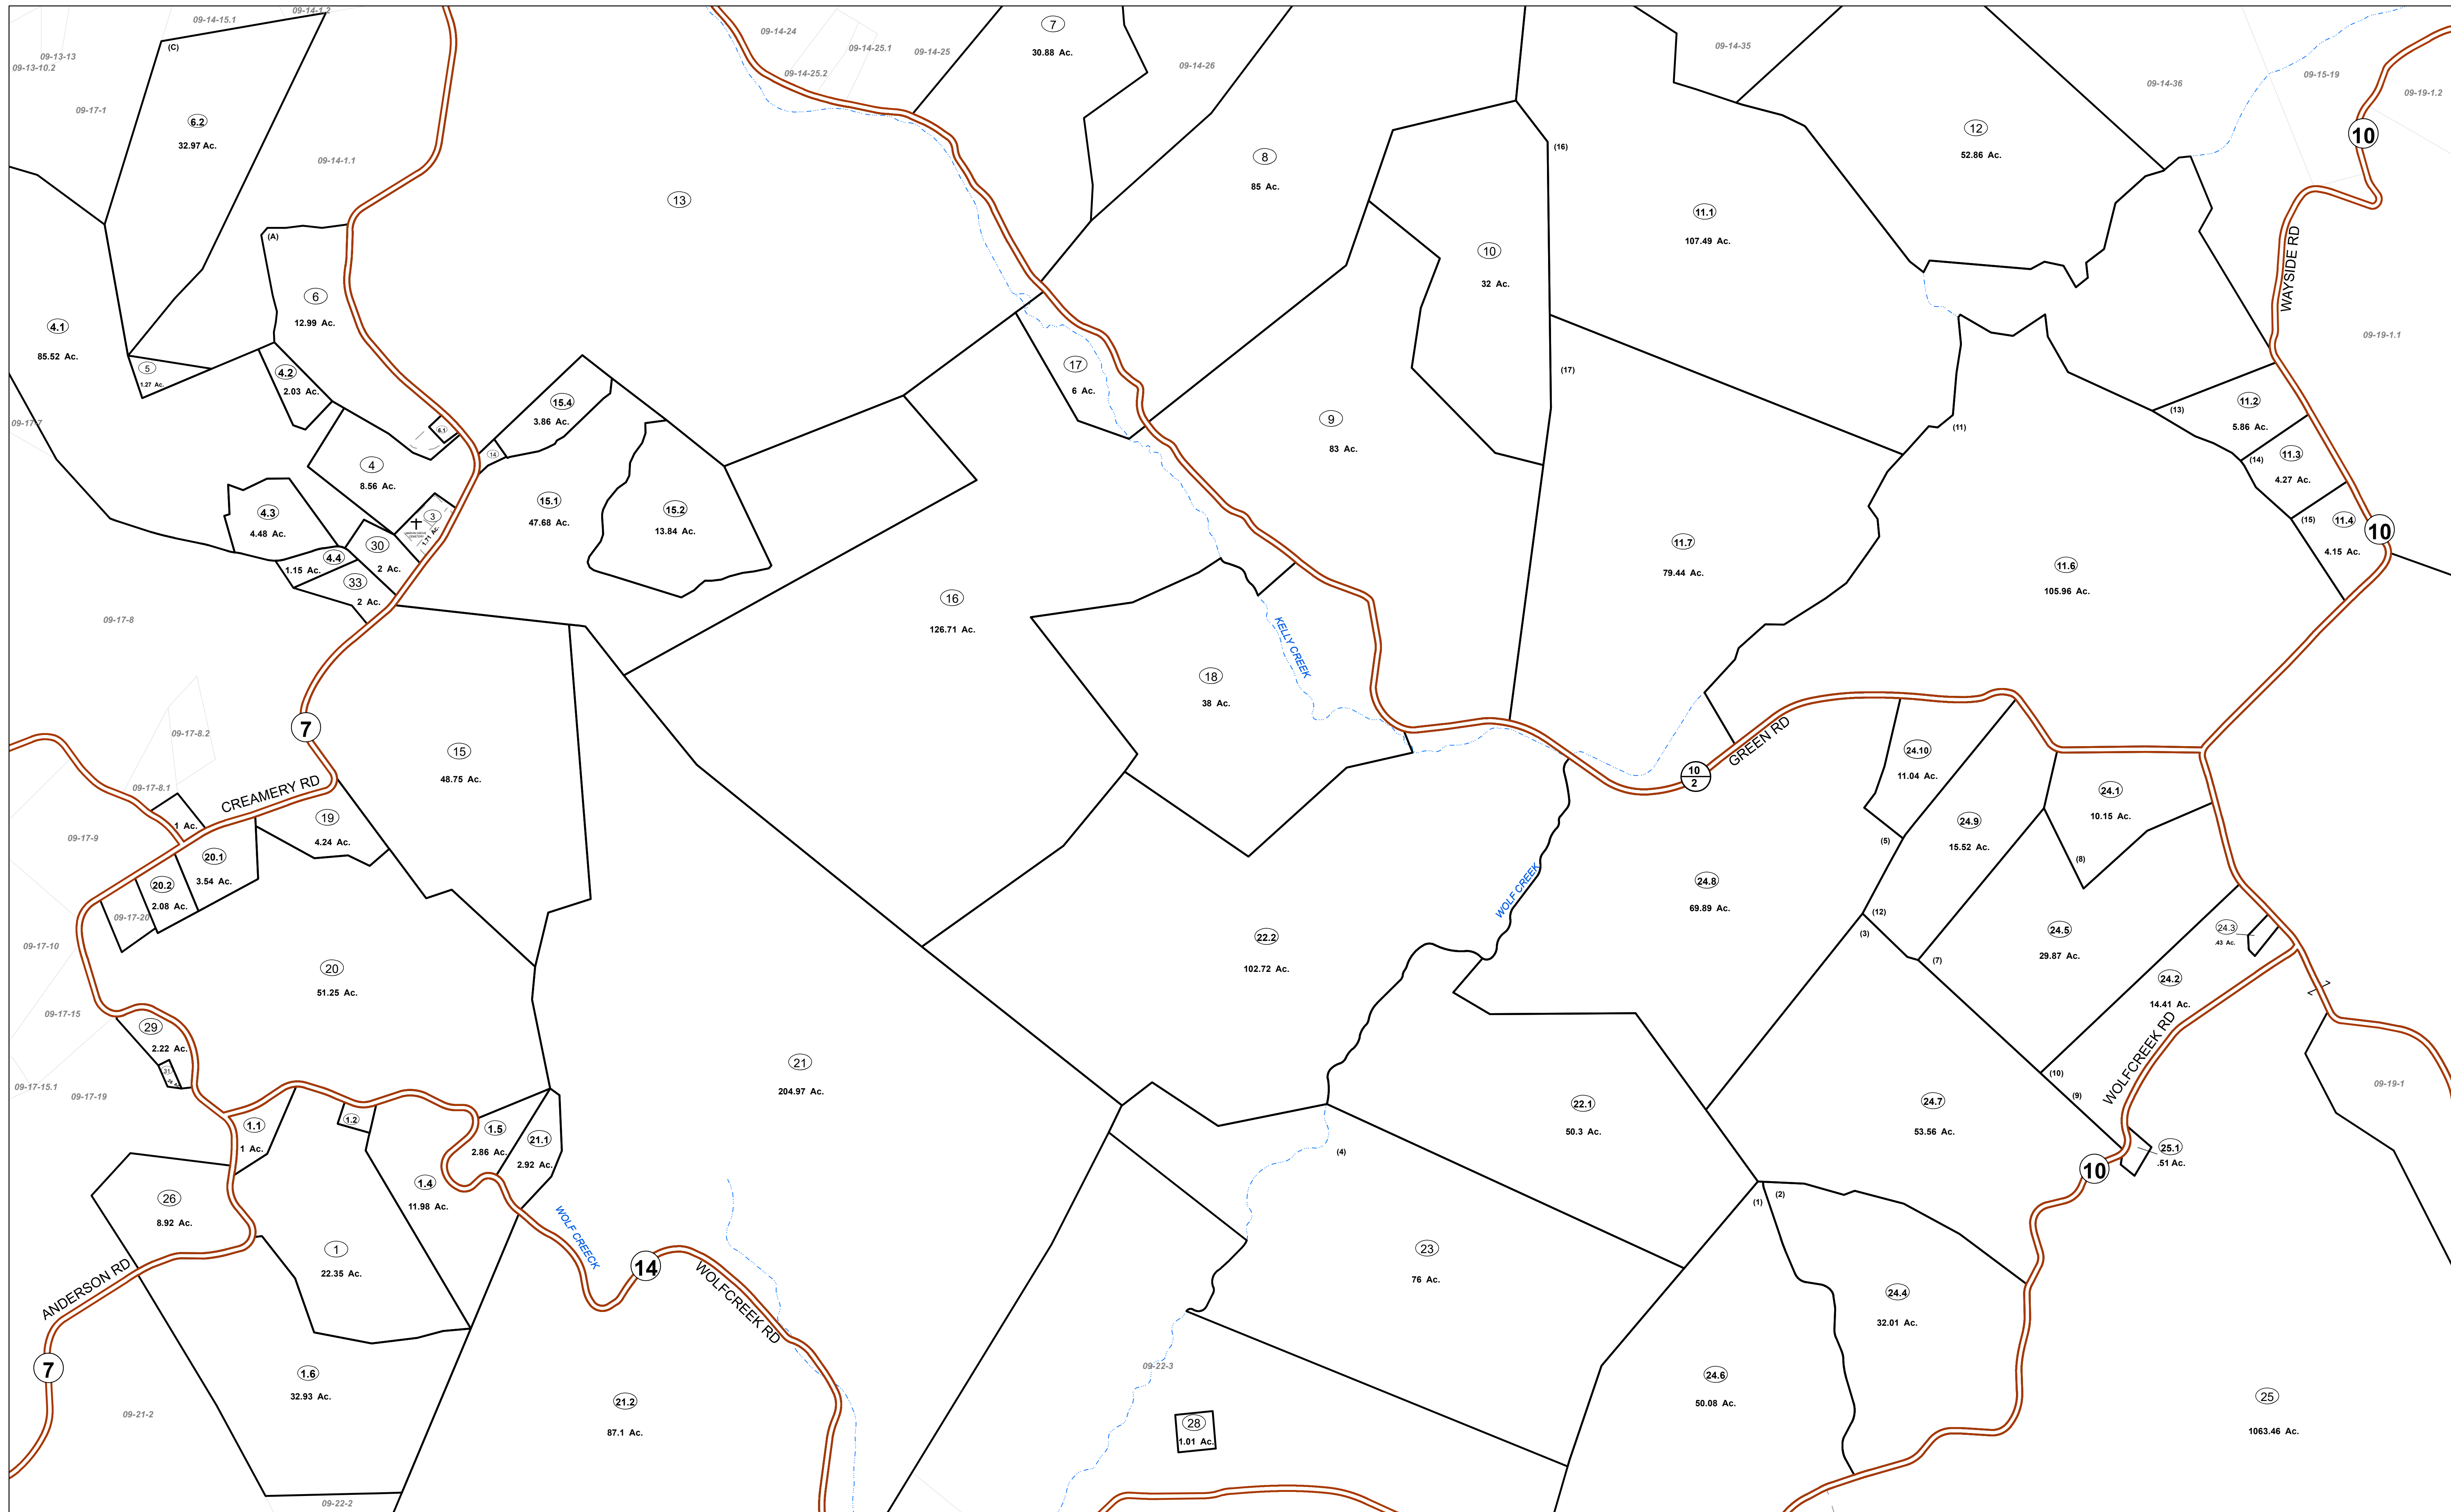 09-14-15.1
09-14-1.2
(C)
09-13-13
09-13-10.2
09-17-1
6.2
32.97 Ac.
09-14-1.1
(A)
6
12.99 Ac.
4.1
85.52 Ac.
5
1.27 Ac.
4.2
2.03 Ac.
09-17-7
6.1
4
8.56 Ac.
4.3
4.48 Ac.
3
1.71 Ac.
30
2 Ac.
4.4
1.15 Ac.
33
2 Ac.
09-17-8
13
09-14-24
09-14-25.1
09-14-25
09-14-25.2
7
30.88 Ac.
09-14-26
8
85 Ac.
09-14-35
12
52.86 Ac.
09-14-36
09-15-19
09-19-1.2
10
(16)
11.1
107.49 Ac.
10
32 Ac.
WAYSIDE RD
09-19-1.1
15.4
3.86 Ac.
14
15.1
47.68 Ac.
15.2
13.84 Ac.
17
6 Ac.
9
83 Ac.
(17)
(11)
(13)
11.2
5.86 Ac.
(14)
11.3
4.27 Ac.
(15)
11.4
4.15 Ac.
10
11.7
79.44 Ac.
11.6
105.96 Ac.
16
126.71 Ac.
18
38 Ac.
KELLY CREEK
09-17-8.2
7
15
48.75 Ac.
09-17-8.1
CREAMERY RD
1 Ac.
19
4.24 Ac.
09-17-9
20.1
3.54 Ac.
20.2
2.08 Ac.
09-17-20
09-17-10
20
51.25 Ac.
09-17-15
29
2.22 Ac.
31
09-17-15.1
09-17-19
10
2
GREEN RD
24.10
11.04 Ac.
(5)
24.9
15.52 Ac.
24.1
10.15 Ac.
(8)
24.8
69.89 Ac.
WOLF CREEK
22.2
102.72 Ac.
(12)
(3)
(7)
24.5
29.87 Ac.
24.3
.43 Ac.
24.2
14.41 Ac.
WOLFCREEK RD
(10)
(9)
09-19-1
21
204.97 Ac.
22.1
50.3 Ac.
24.7
53.56 Ac.
25.1
.51 Ac.
10
1.1
1 Ac.
1.2
1.5
2.86 Ac.
21.1
2.92 Ac.
(4)
26
8.92 Ac.
1.4
11.98 Ac.
WOLF CREECK
(1)
(2)
1
22.35 Ac.
14
WOLFCREEK RD
23
76 Ac.
24.4
32.01 Ac.
ANDERSON RD
7
1.6
32.93 Ac.
09-21-2
21.2
87.1 Ac.
09-22-3
28
1.01 Ac.
24.6
50.08 Ac.
25
1063.46 Ac.
09-22-2